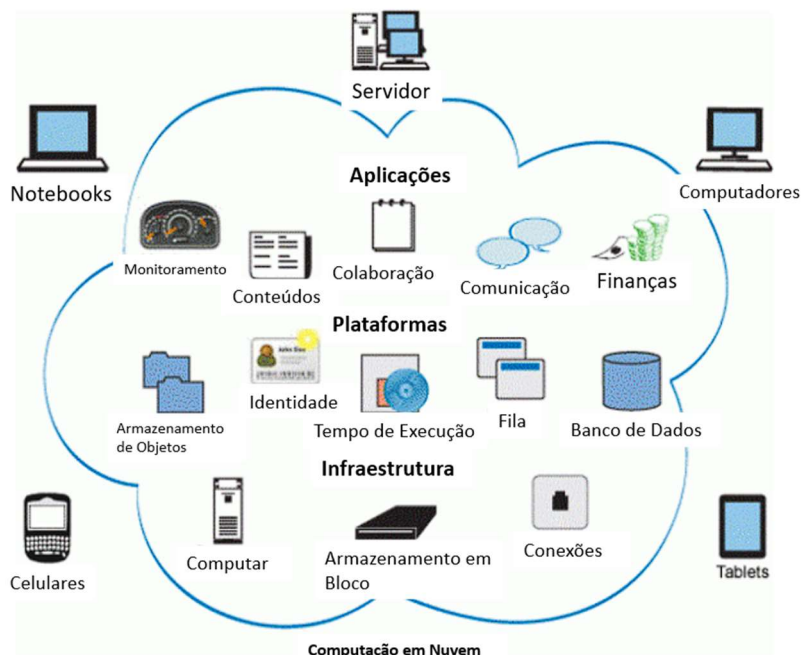 Servidor
Notebooks
Computadores
Aplicações
Monitoramento
Conteúdos
Colaboração
Comunicação
Finanças
Plataformas
Armazenamento
de Objetos
Identidade
Tempo de Execução
Fila
Banco de Dados
Infraestrutura
Celulares
Computar
Armazenamento em
Bloco
Conexões
Tablets
Computação em Nuvem